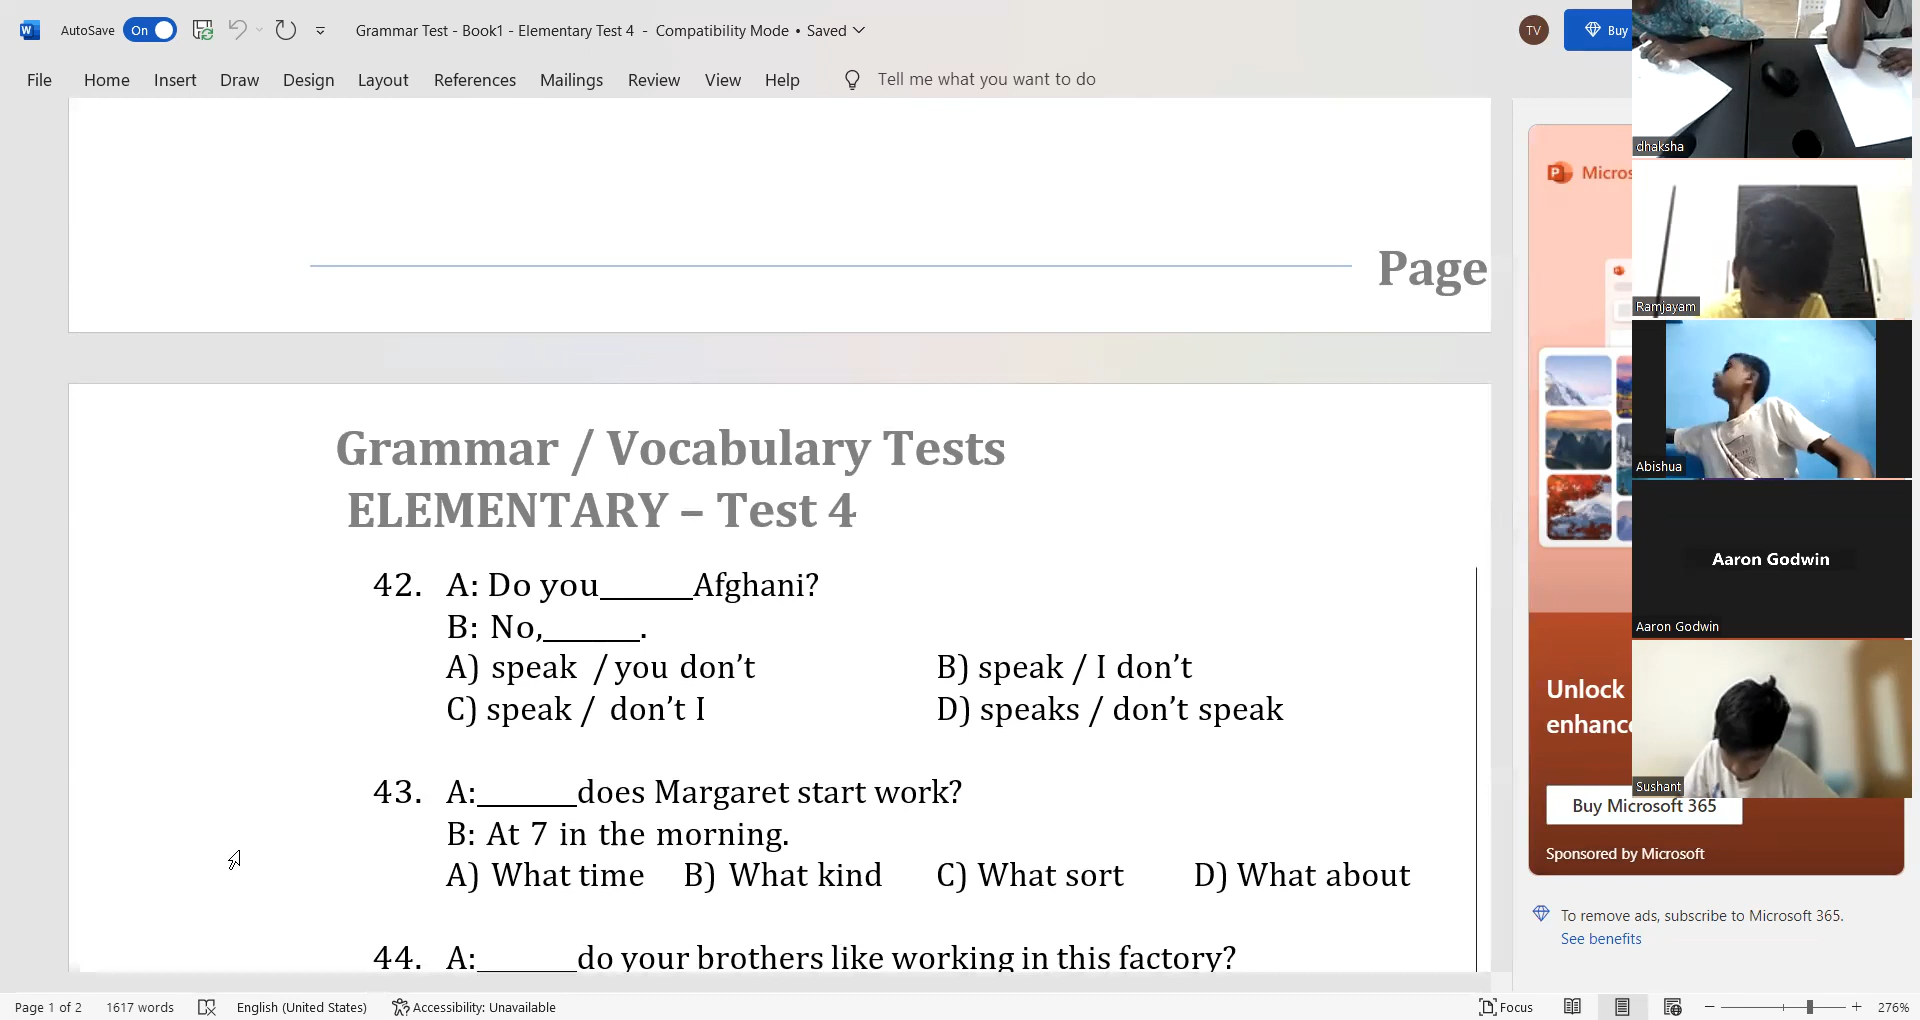 AutoSave On Grammar Test - Book1 - Elementary Test 4 - Compatibility Mode • Saved TV Buy
File Home Insert Draw Design Layout References Mailings Review View Help Tell me what you want to do
Page
Grammar / Vocabulary Tests
ELEMENTARY – Test 4
42. A: Do you______Afghani?
B: No,______.
A) speak / you don’t B) speak / I don’t
C) speak / don’t I D) speaks / don’t speak
43. A:______does Margaret start work?
B: At 7 in the morning.
A) What time B) What kind C) What sort D) What about
44. A:______do your brothers like working in this factory?
dhaksha
Ramjayam
Abishua
Aaron Godwin
Aaron Godwin
Sushant
Micros
Unlock
enhance
Buy Microsoft 365
Sponsored by Microsoft
To remove ads, subscribe to Microsoft 365.
See benefits
Page 1 of 2 1617 words English (United States) Accessibility: Unavailable Focus 276%